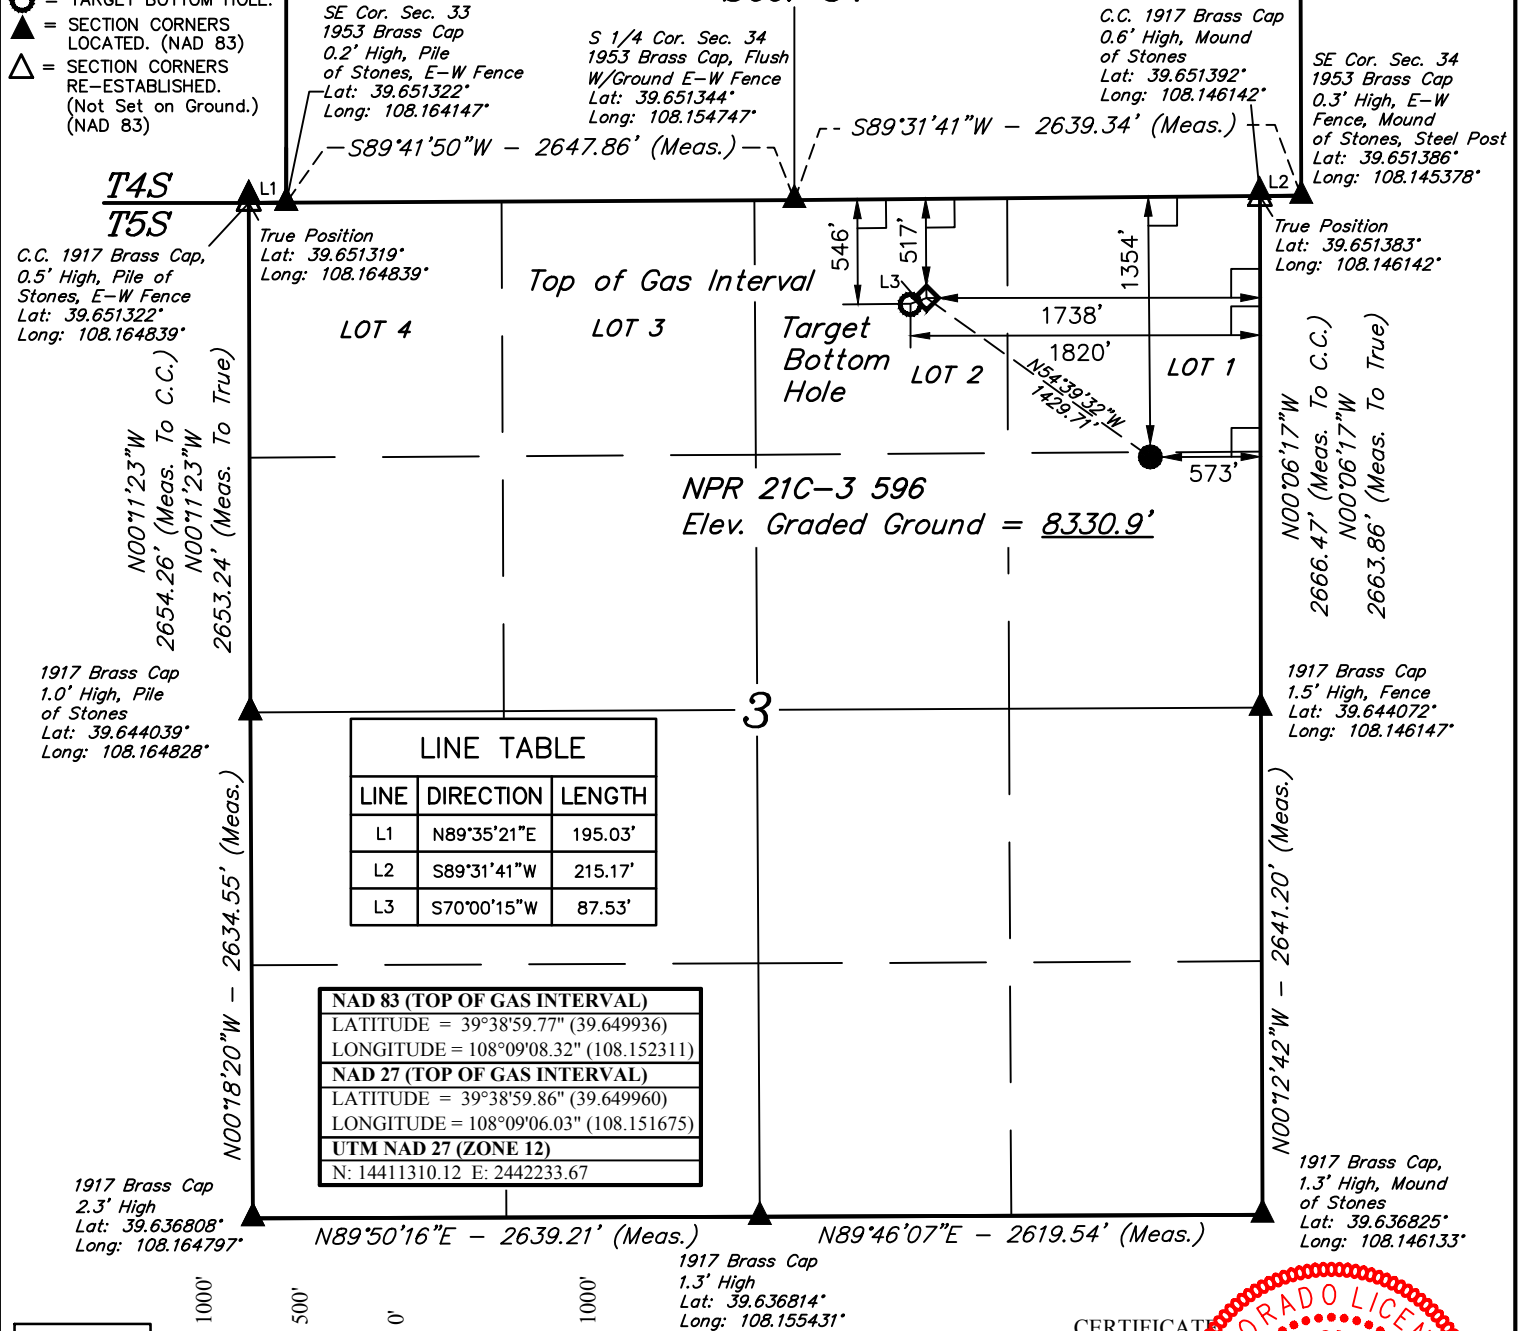 = TARGET BOTTOM HOLE.
= SECTION CORNERS
LOCATED. (NAD 83)
= SECTION CORNERS
RE-ESTABLISHED.
(Not Set on Ground.)
(NAD 83)
SE Cor. Sec. 33
1953 Brass Cap
0.2' High, Pile
of Stones, E-W Fence
Lat: 39.651322°
Long: 108.164147°
S 1/4 Cor. Sec. 34
1953 Brass Cap, Flush
W/Ground E-W Fence
Lat: 39.651344°
Long: 108.154747°
C.C. 1917 Brass Cap
0.6' High, Mound
of Stones
Lat: 39.651392°
Long: 108.146142°
SE Cor. Sec. 34
1953 Brass Cap
0.3' High, E-W
Fence, Mound
of Stones, Steel Post
Lat: 39.651386°
Long: 108.145378°
S89°41'50"W - 2647.86' (Meas.)
S89°31'41"W - 2639.34' (Meas.)
T4S
T5S
L1
L2
C.C. 1917 Brass Cap,
0.5' High, Pile of
Stones, E-W Fence
Lat: 39.651322°
Long: 108.164839°
True Position
Lat: 39.651319°
Long: 108.164839°
True Position
Lat: 39.651383°
Long: 108.146142°
Top of Gas Interval
546'
517'
1354'
L3
1738'
1820'
LOT 4
LOT 3
Target
Bottom
Hole
LOT 2
LOT 1
N54°39'32"W
1429.71'
573'
NPR 21C-3 596
Elev. Graded Ground = 8330.9'
N00°11'23"W
2654.26' (Meas. To C.C.)
N00°11'23"W
2653.24' (Meas. To True)
N00°06'17"W
2666.47' (Meas. To C.C.)
N00°06'17"W
2663.86' (Meas. To True)
1917 Brass Cap
1.0' High, Pile
of Stones
Lat: 39.644039°
Long: 108.164828°
3
1917 Brass Cap
1.5' High, Fence
Lat: 39.644072°
Long: 108.146147°
LINE TABLE
LINE DIRECTION LENGTH
L1 N89°35'21"E 195.03'
L2 S89°31'41"W 215.17'
L3 S70°00'15"W 87.53'
N00°18'20"W - 2634.55' (Meas.)
N00°12'42"W - 2641.20' (Meas.)
NAD 83 (TOP OF GAS INTERVAL)
LATITUDE = 39°38'59.77" (39.649936)
LONGITUDE = 108°09'08.32" (108.152311)
NAD 27 (TOP OF GAS INTERVAL)
LATITUDE = 39°38'59.86" (39.649960)
LONGITUDE = 108°09'06.03" (108.151675)
UTM NAD 27 (ZONE 12)
N: 14411310.12 E: 2442233.67
1917 Brass Cap
2.3' High
Lat: 39.636808°
Long: 108.164797°
N89°50'16"E - 2639.21' (Meas.)
N89°46'07"E - 2619.54' (Meas.)
1917 Brass Cap,
1.3' High, Mound
of Stones
Lat: 39.636825°
Long: 108.146133°
1917 Brass Cap
1.3' High
Lat: 39.636814°
Long: 108.155431°
1000'
500'
0'
1000'
CERTIFICATE
ORADO LICEN